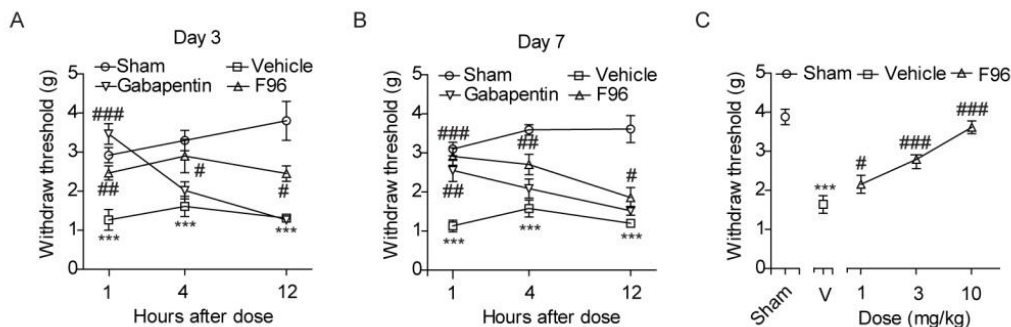 A
Day 3
Sham
Vehicle
Gabapentin
F96
Withdraw threshold (g)
5
4
3
2
1
0
###
##
#
#
***
***
***
1
4
12
Hours after dose
B
Day 7
Sham
Vehicle
Gabapentin
F96
Withdraw threshold (g)
5
4
3
2
1
0
###
##
##
#
***
***
***
1
4
12
Hours after dose
C
Sham
Vehicle
F96
Withdraw threshold (g)
5
4
3
2
1
0
***
#
###
###
Sham
V
1
3
10
Dose (mg/kg)